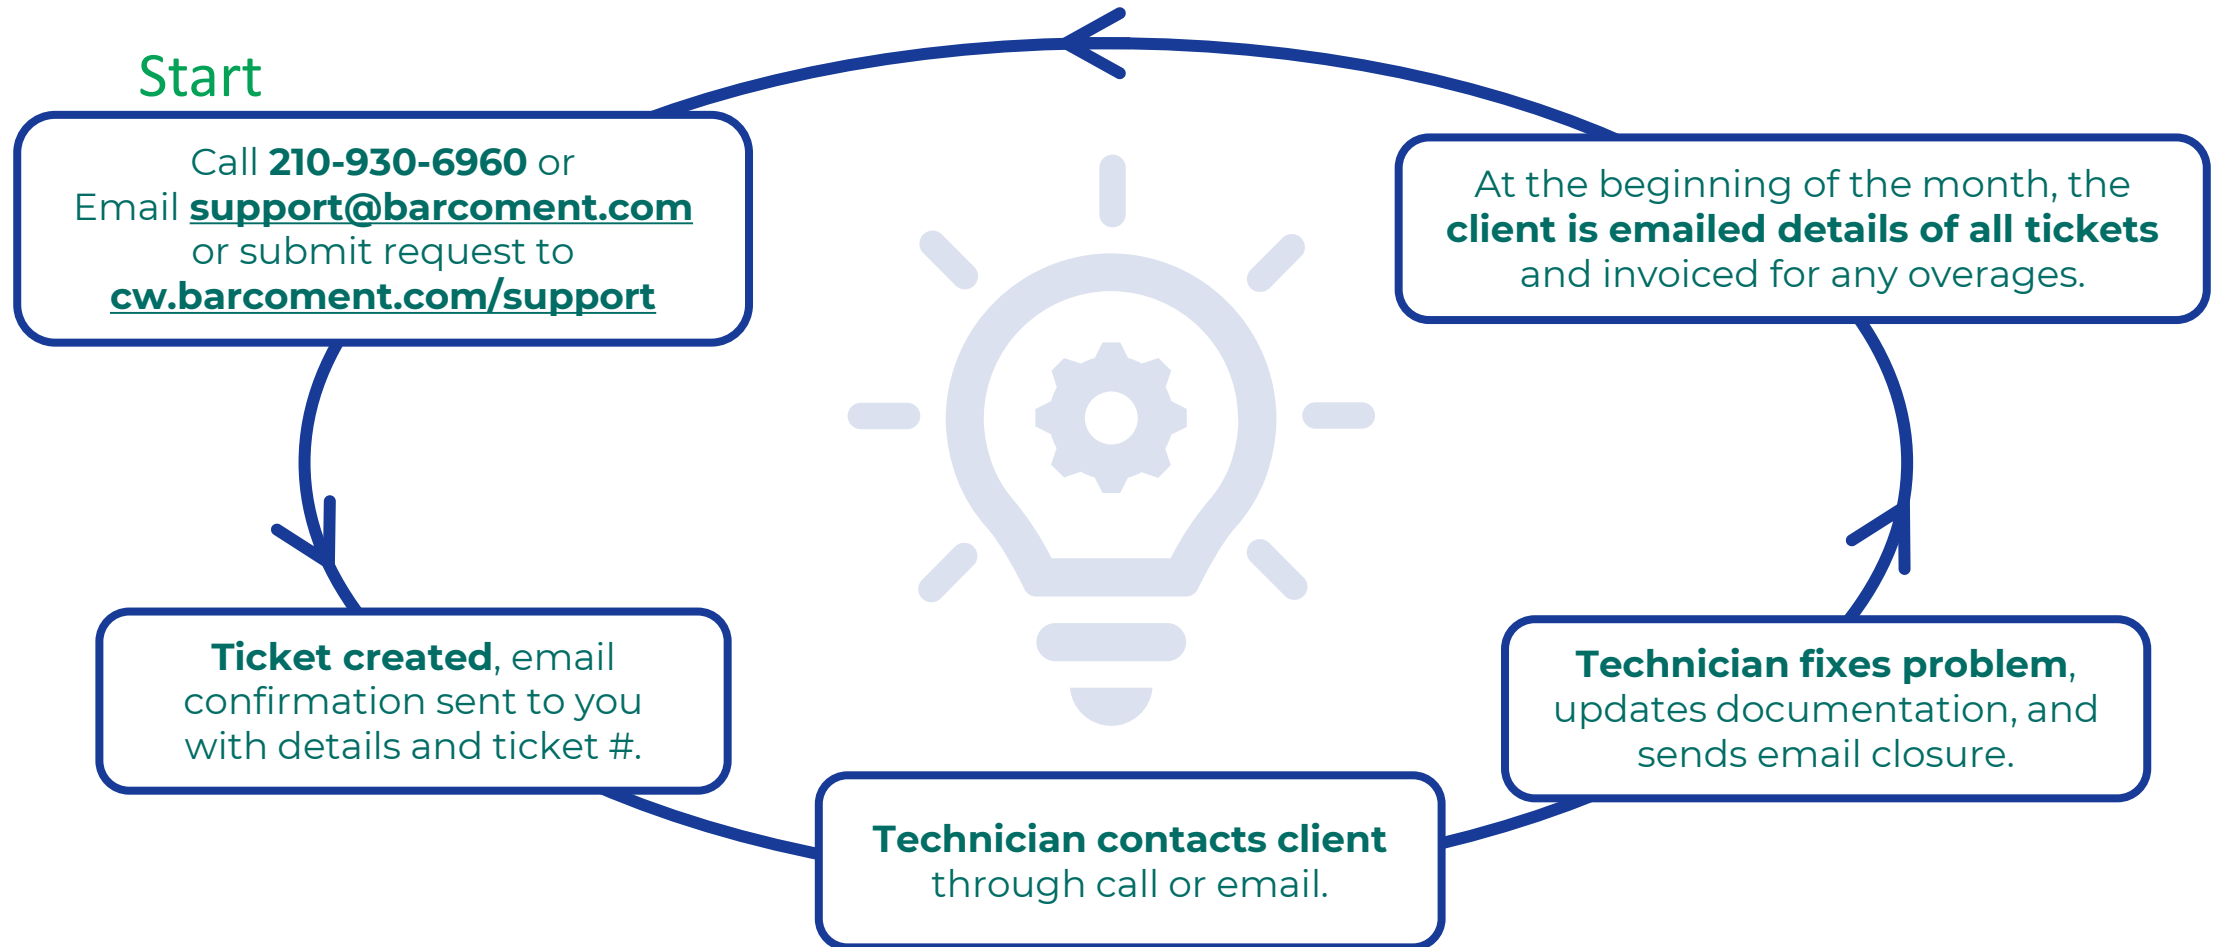 Start
Call 210-930-6960 or
Email support@barcoment.com
or submit request to
cw.barcoment.com/support
Ticket created, email
confirmation sent to you
with details and ticket #.
Technician contacts client
through call or email.
Technician fixes problem,
updates documentation, and
sends email closure.
At the beginning of the month, the
client is emailed details of all tickets
and invoiced for any overages.